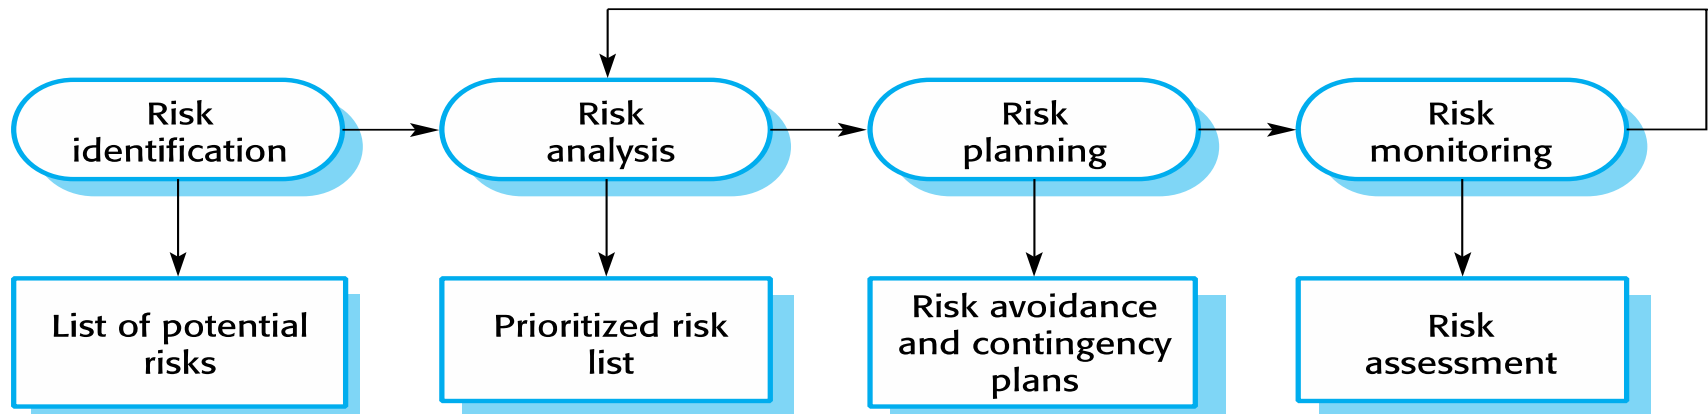 Risk
identification
Risk
analysis
Risk
planning
Risk
monitoring
List of potential
risks
Prioritized risk
list
Risk avoidance
and contingency
plans
Risk
assessment